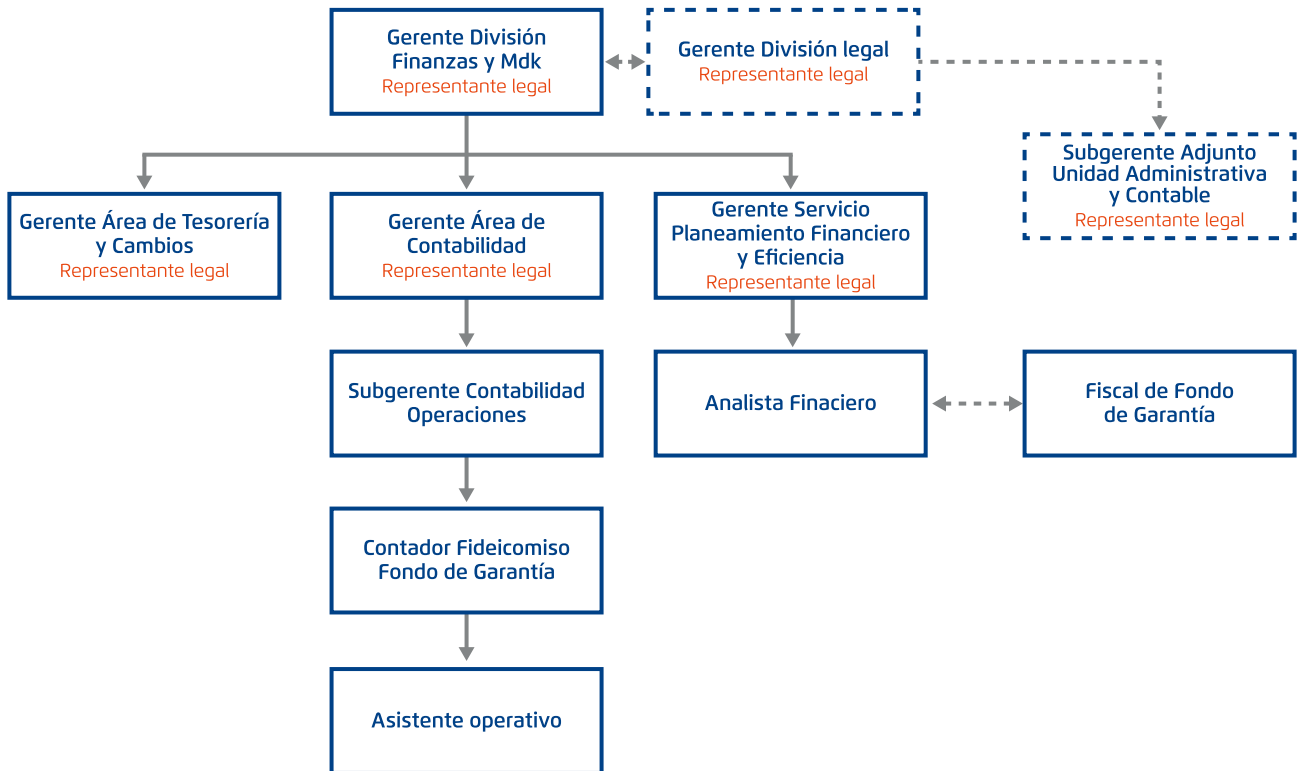 Gerente División
Finanzas y Mdk
Representante legal
Gerente División legal
Representante legal
Subgerente Adjunto
Unidad Administrativa
y Contable
Representante legal
Gerente Área de Tesorería
y Cambios
Representante legal
Gerente Área de
Contabilidad
Representante legal
Gerente Servicio
Planeamiento Financiero
y Eficiencia
Representante legal
Subgerente Contabilidad
Operaciones
Analista Finaciero
Fiscal de Fondo
de Garantía
Contador Fideicomiso
Fondo de Garantía
Asistente operativo